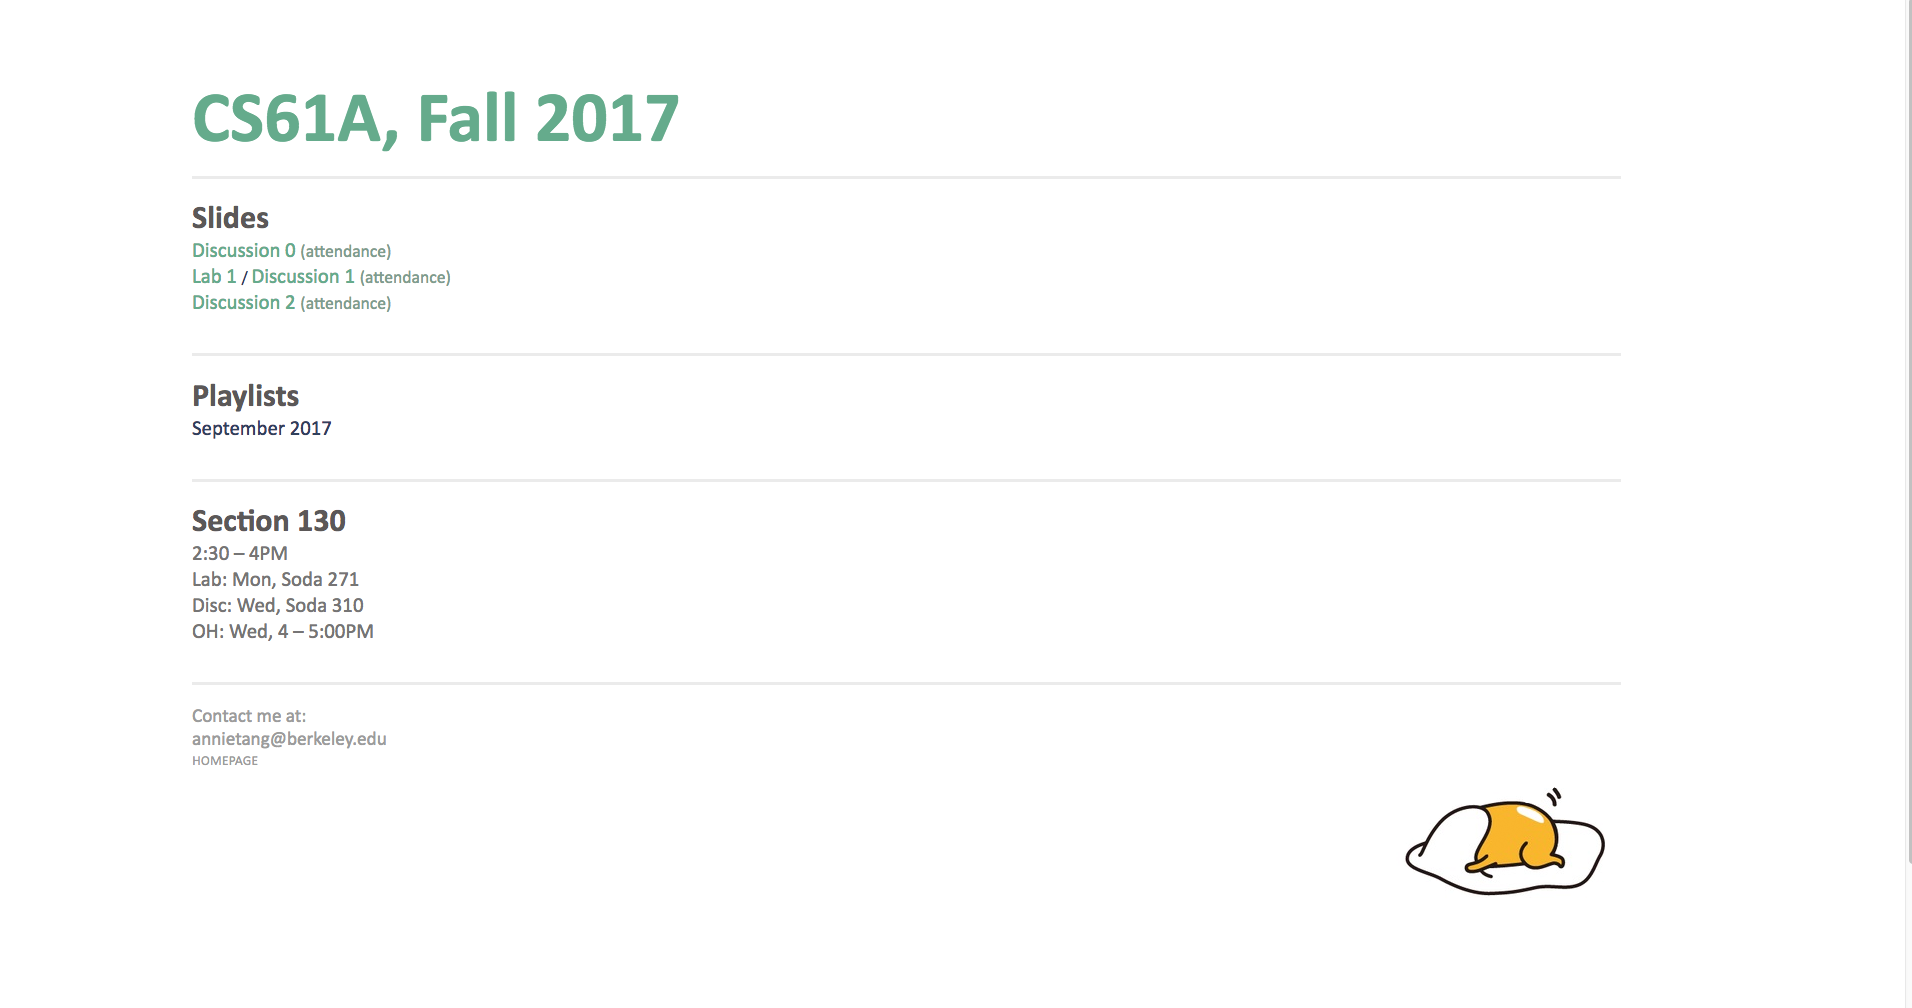 CS61A, Fall 2017
Slides
Discussion 0 (attendance)
Lab 1 / Discussion 1 (attendance)
Discussion 2 (attendance)
Playlists
September 2017
Section 130
2:30 – 4PM
Lab: Mon, Soda 271
Disc: Wed, Soda 310
OH: Wed, 4 – 5:00PM
Contact me at:
annietang@berkeley.edu
HOMEPAGE